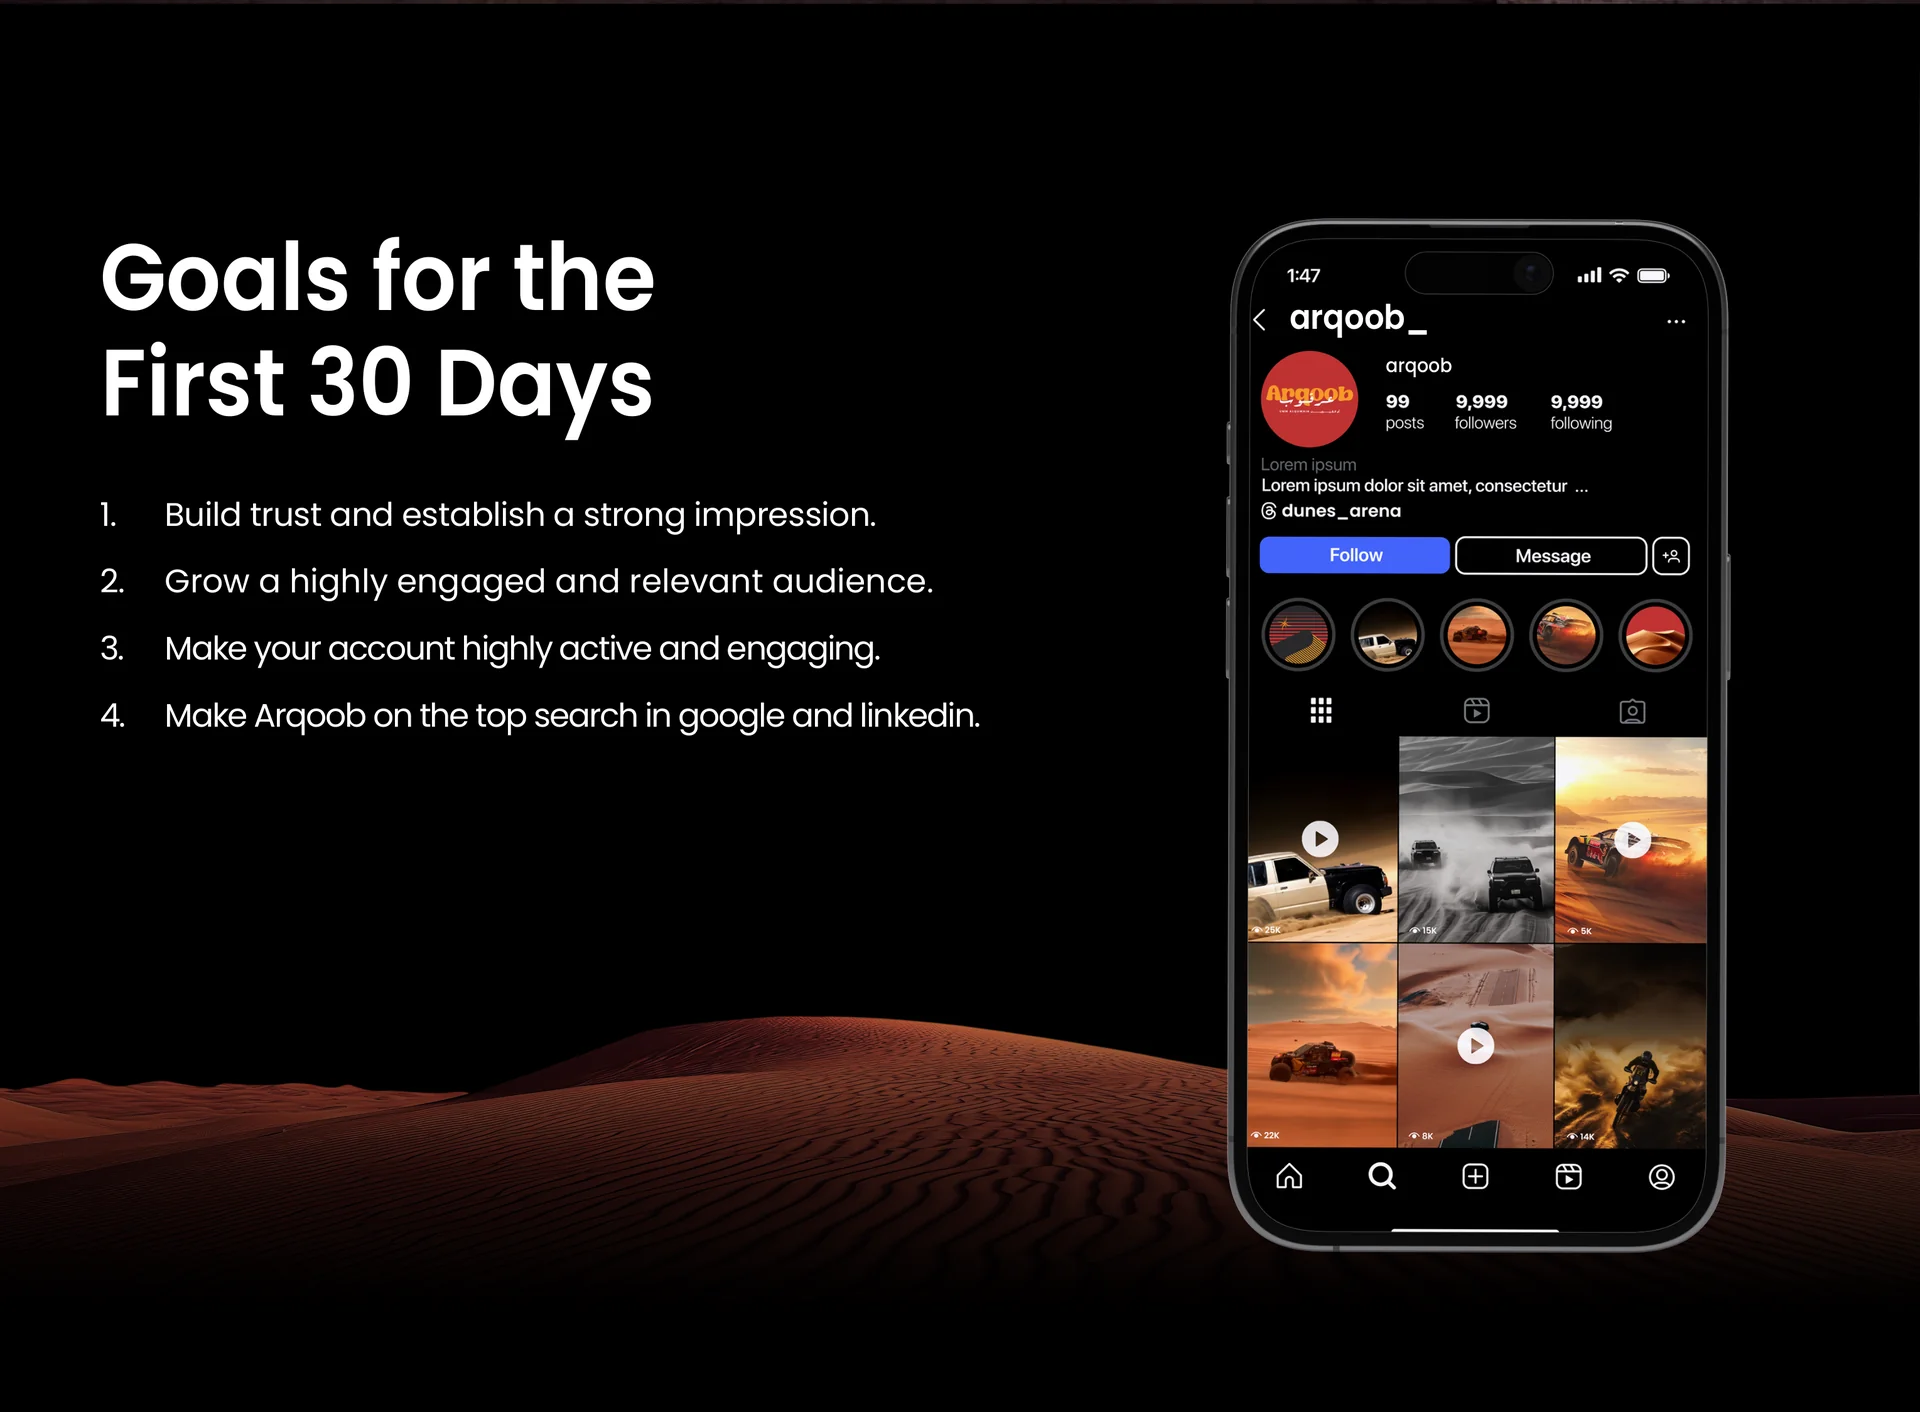 Goals for the
First 30 Days
1. Build trust and establish a strong impression.
2. Grow a highly engaged and relevant audience.
3. Make your account highly active and engaging.
4. Make Arqoob on the top search in google and linkedin.
1:47
arqoob_
...
Arqoob
عرقوب
arqoob
99
9,999
9,999
posts
followers
following
Lorem ipsum
Lorem ipsum dolor sit amet, consectetur ...
dunes_arena
Follow
Message
25K
15K
5K
22K
8K
14K